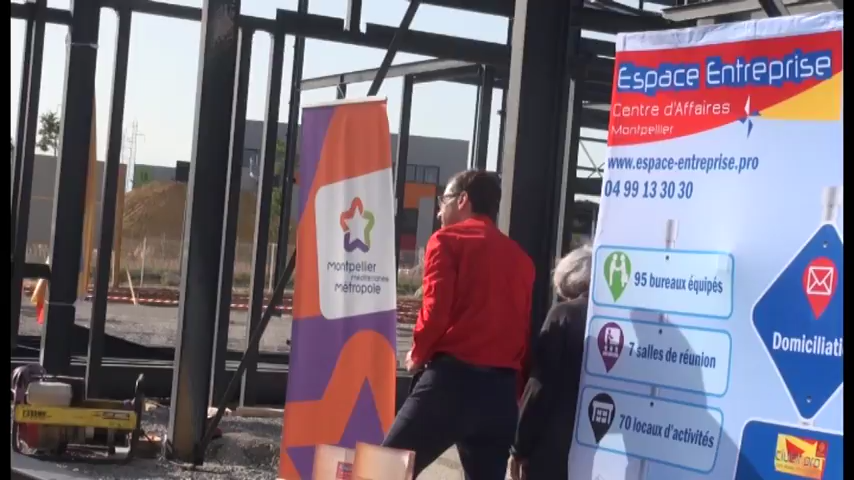 Espace Entreprise
Centre d'Affaires
Montpellier
www.espace-entreprise.pro
04 99 13 30 30
95 bureaux équipés
7 salles de réunion
70 locaux d'activités
Domiciliati
Montpellier
méditerranée
Métropole